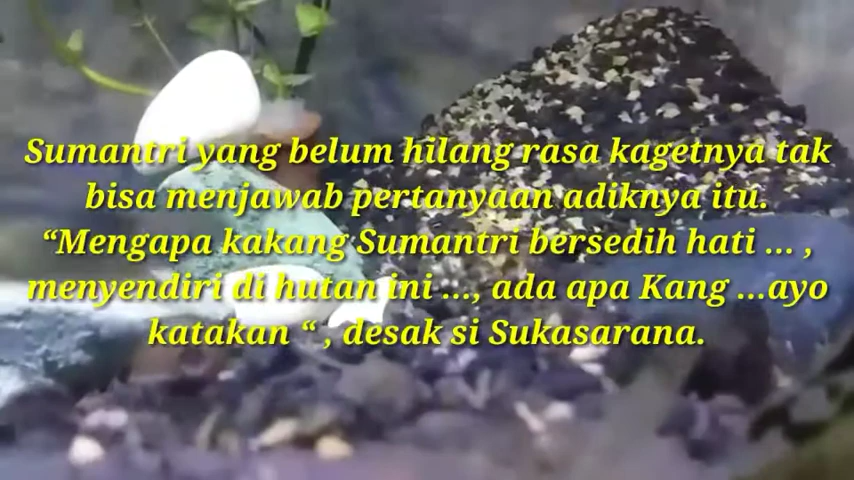 Sumantri yang belum hilang rasa kagetnya tak
bisa menjawab pertanyaan adiknya itu.
“Mengapa kakang Sumantri bersedih hati ... ,
menyendiri di hutan ini ..., ada apa Kang ...ayo
katakan “ , desak si Sukasarana.